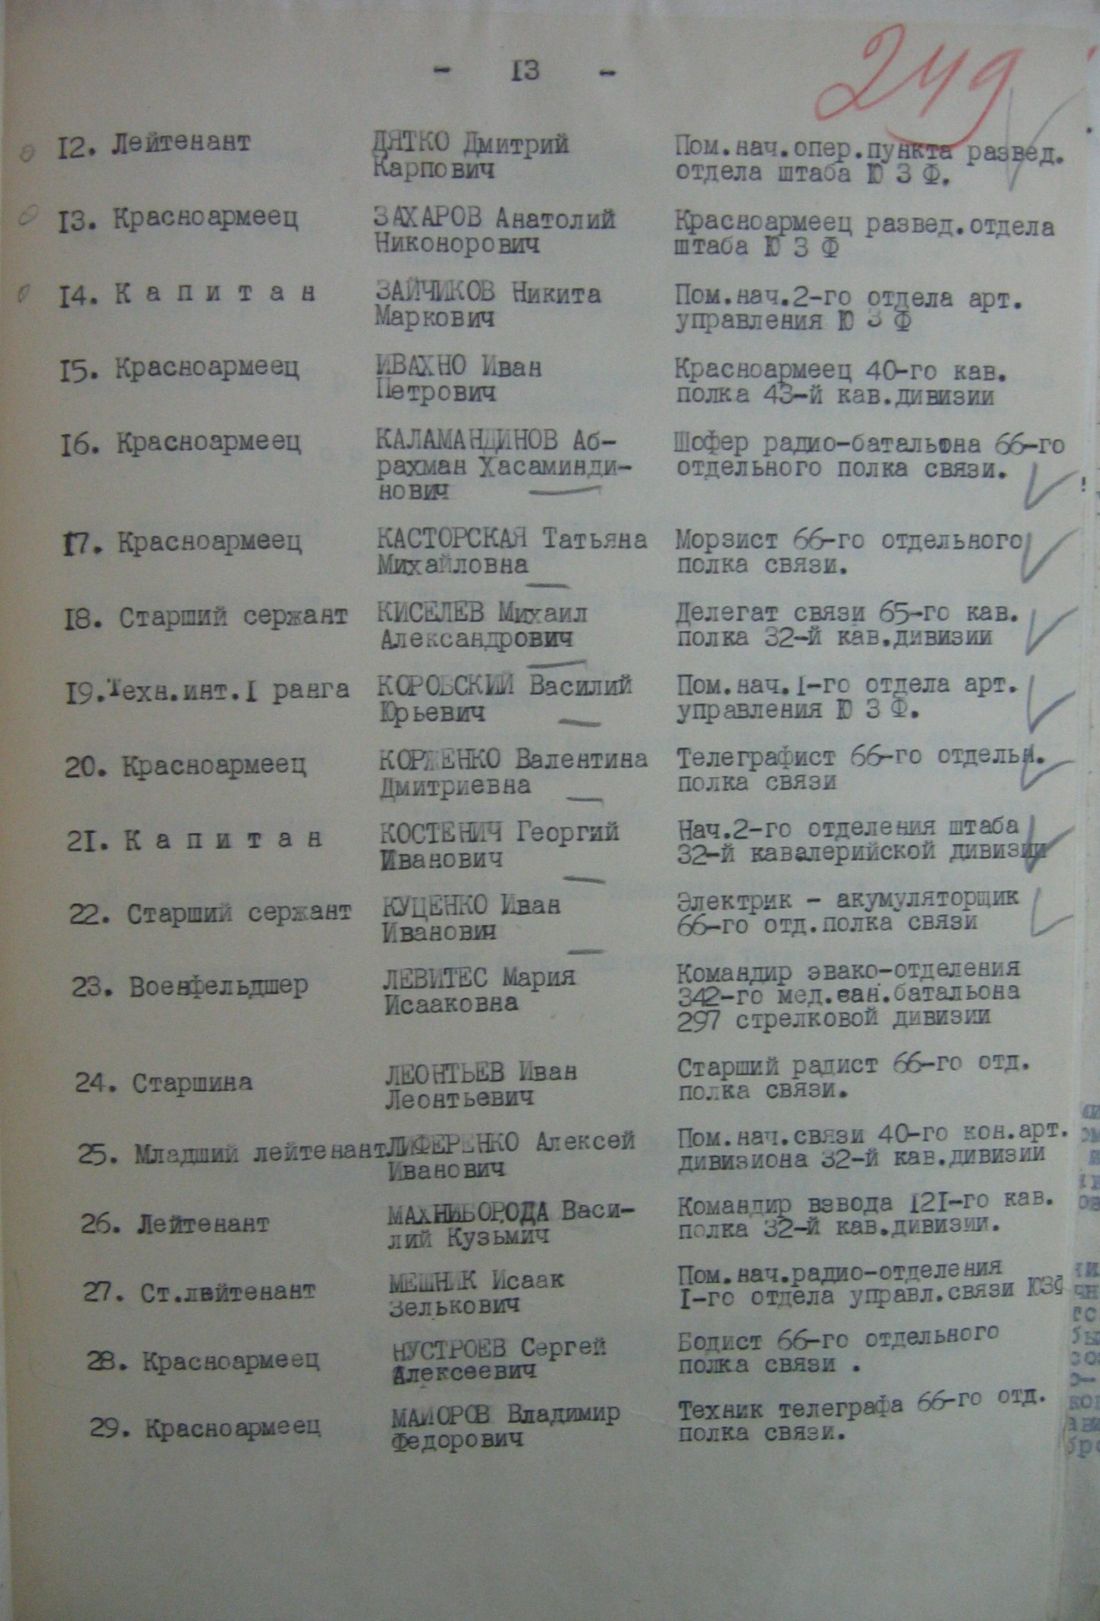 - 13 -
249
12. Лейтенант ДЯТКО Дмитрий Пом.нач.опер.пункта развед.
Карпович отдела штаба Ю З Ф.
13. Красноармеец ЗАХАРОВ Анатолий Красноармеец развед.отдела
Никонорович штаба Ю З Ф
14. К а п и т а н ЗАЙЧИКОВ Никита Пом.нач.2-го отдела арт.
Маркович управления Ю З Ф
15. Красноармеец ИВАХНО Иван Красноармеец 40-го кав.
Петрович полка 43-й кав.дивизии
16. Красноармеец КАЛАМАНДИНОВ Аб- Шофер радио-батальона 66-го
рахман Хасаминди- отдельного полка связи.
нович
17. Красноармеец КАСТОРСКАЯ Татьяна Морзист 66-го отдельного
Михайловна полка связи.
18. Старший сержант КИСЕЛЕВ Михаил Делегат связи 65-го кав.
Александрович полка 32-й кав.дивизии
19. Техн.инт.I ранга КОРОВСКИЙ Василий Пом.нач.I-го отдела арт.
Юрьевич управления Ю З Ф.
20. Красноармеец КОРЖЕНКО Валентина Телеграфист 66-го отдельн.
Дмитриевна полка связи
21. К а п и т а н КОСТЕНИЧ Георгий Нач.2-го отделения штаба
Иванович 32-й кавалерийской дивизии
22. Старший сержант КУЦЕНКО Иван Электрик - акумуляторщик
Иванович 66-го отд.полка связи
23. Военфельдшер ЛЕВИТЕС Мария Командир эвако-отделения
Исааковна 342-го мед.сан.батальона
297 стрелковой дивизии
24. Старшина ЛЕОНТЬЕВ Иван Старший радист 66-го отд.
Леонтьевич полка связи.
25. Младший лейтенант ЛИФЕРЕНКО Алексей Пом.нач.связи 40-го кон.арт.
Иванович дивизиона 32-й кав.дивизии
26. Лейтенант МАХНИБОРОДА Васи- Командир взвода 121-го кав.
лий Кузьмич полка 32-й кав.дивизии.
27. Ст.лейтенант МЕШНИК Исаак Пом.нач.радио-отделения
Зелькович I-го отдела управл.связи ЮЗФ
28. Красноармеец НУСТРОЕВ Сергей Бодист 66-го отдельного
Алексеевич полка связи .
29. Красноармеец МАЙОРОВ Владимир Техник телеграфа 66-го отд.
Федорович полка связи.